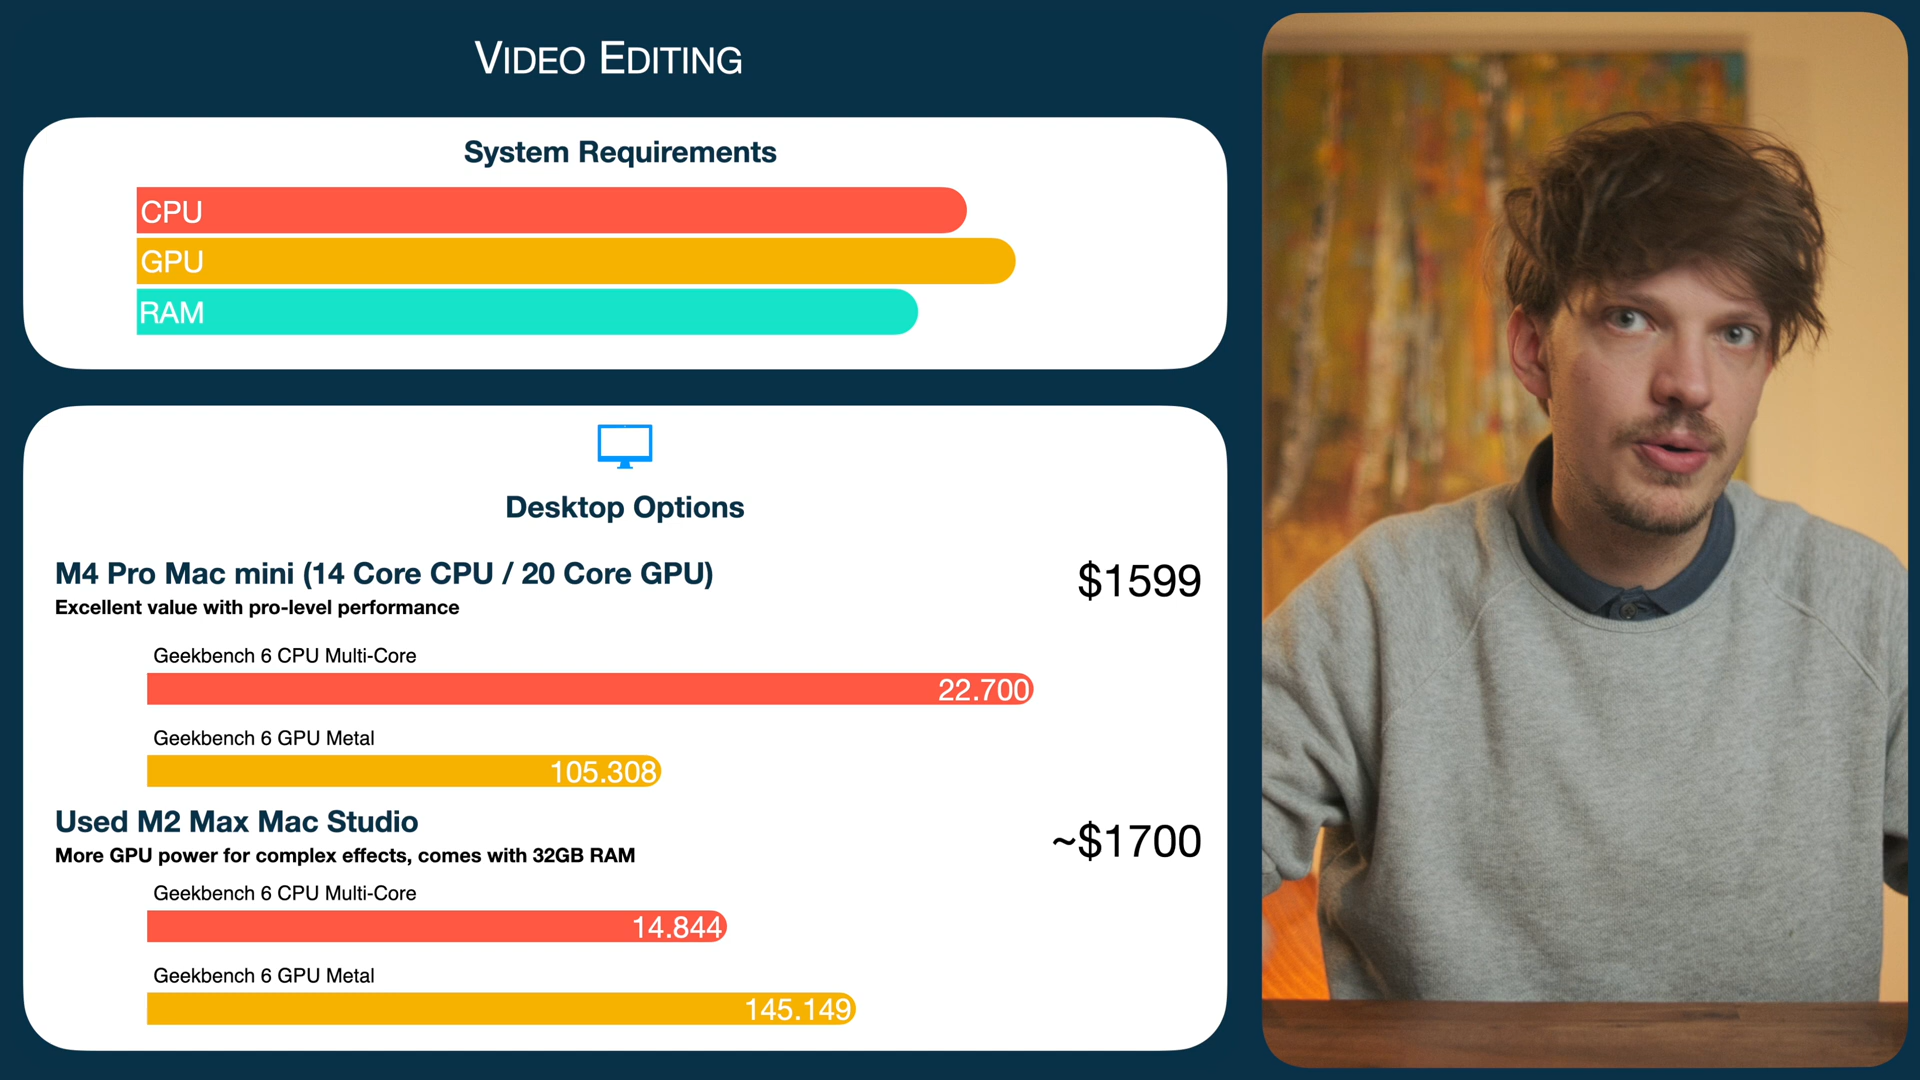 VIDEO EDITING
System Requirements
CPU
GPU
RAM
Desktop Options
M4 Pro Mac mini (14 Core CPU / 20 Core GPU)
$1599
Excellent value with pro-level performance
Geekbench 6 CPU Multi-Core
22.700
Geekbench 6 GPU Metal
105.308
Used M2 Max Mac Studio
~$1700
More GPU power for complex effects, comes with 32GB RAM
Geekbench 6 CPU Multi-Core
14.844
Geekbench 6 GPU Metal
145.149